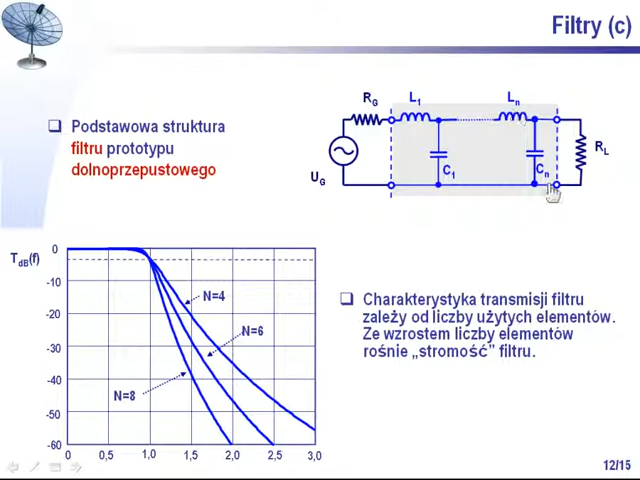 Filtry (c)
❑ Podstawowa struktura
filtru prototypu
dolnoprzepustowego
R_G
L_1
L_n
U_G
C_1
C_n
R_L
T_dB(f)
0
-10
-20
-30
-40
-50
-60
0
0,5
1,0
1,5
2,0
2,5
3,0
N=4
N=6
N=8
❑ Charakterystyka transmisji filtru
zależy od liczby użytych elementów.
Ze wzrostem liczby elementów
rośnie „stromość” filtru.
12/15